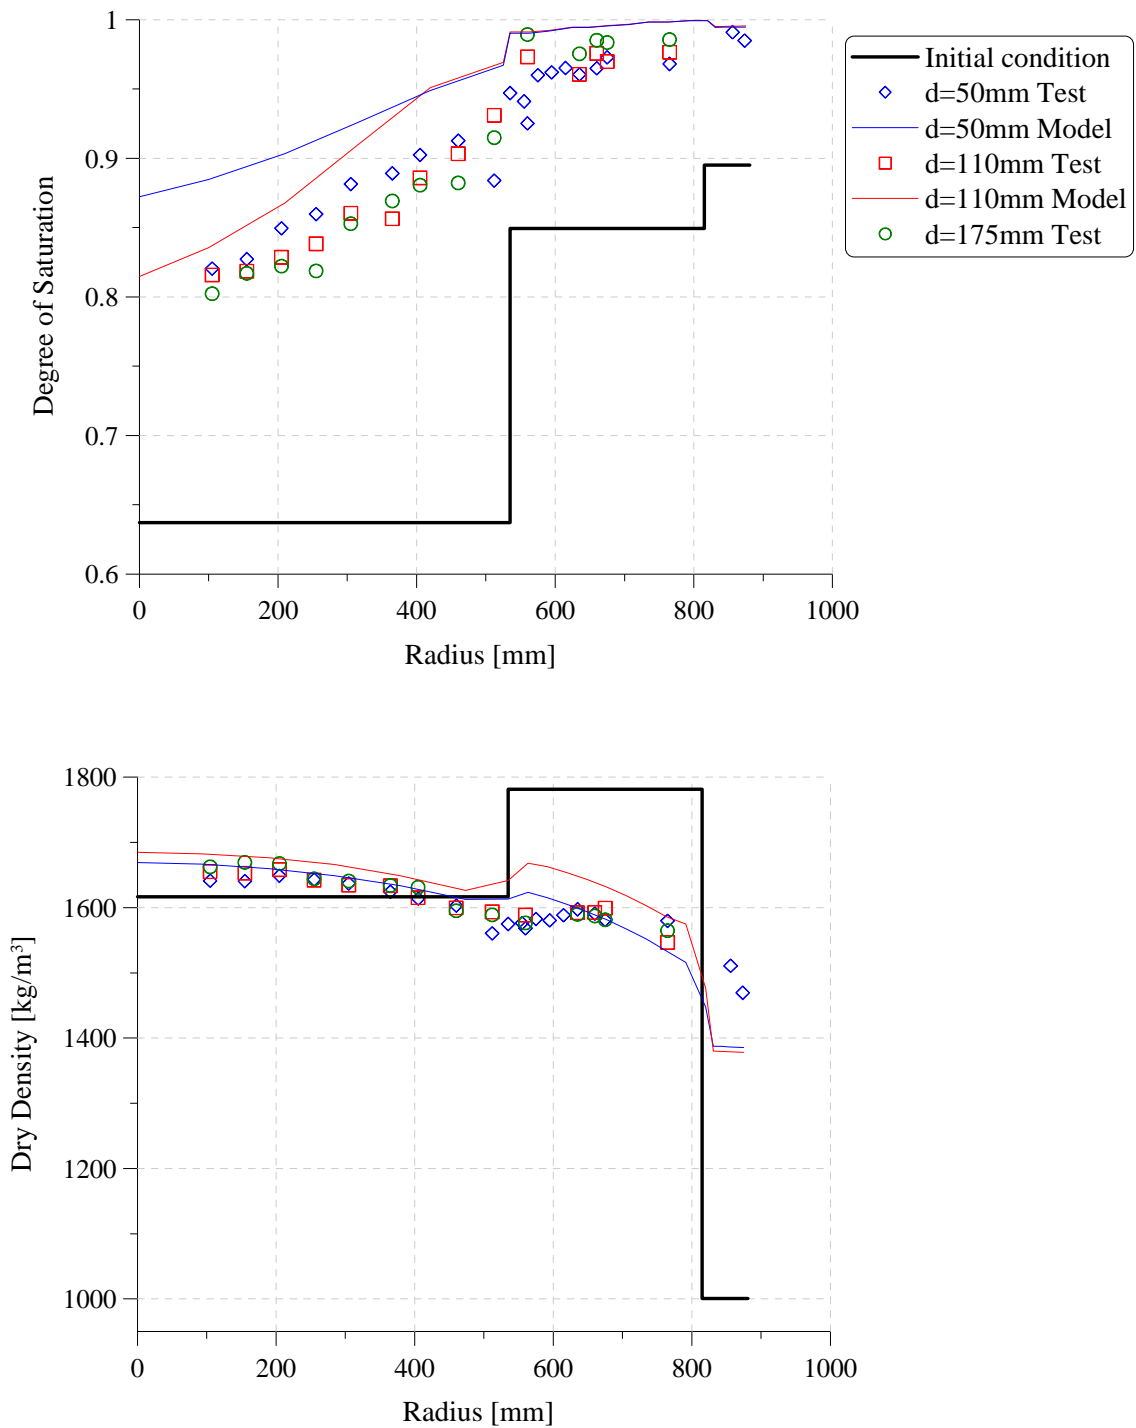 1
0.9
0.8
0.7
0.6
Degree of Saturation
0 200 400 600 800 1000
Radius [mm]
Initial condition
d=50mm Test
d=50mm Model
d=110mm Test
d=110mm Model
d=175mm Test
1800
1600
1400
1200
1000
Dry Density [kg/m³]
0 200 400 600 800 1000
Radius [mm]